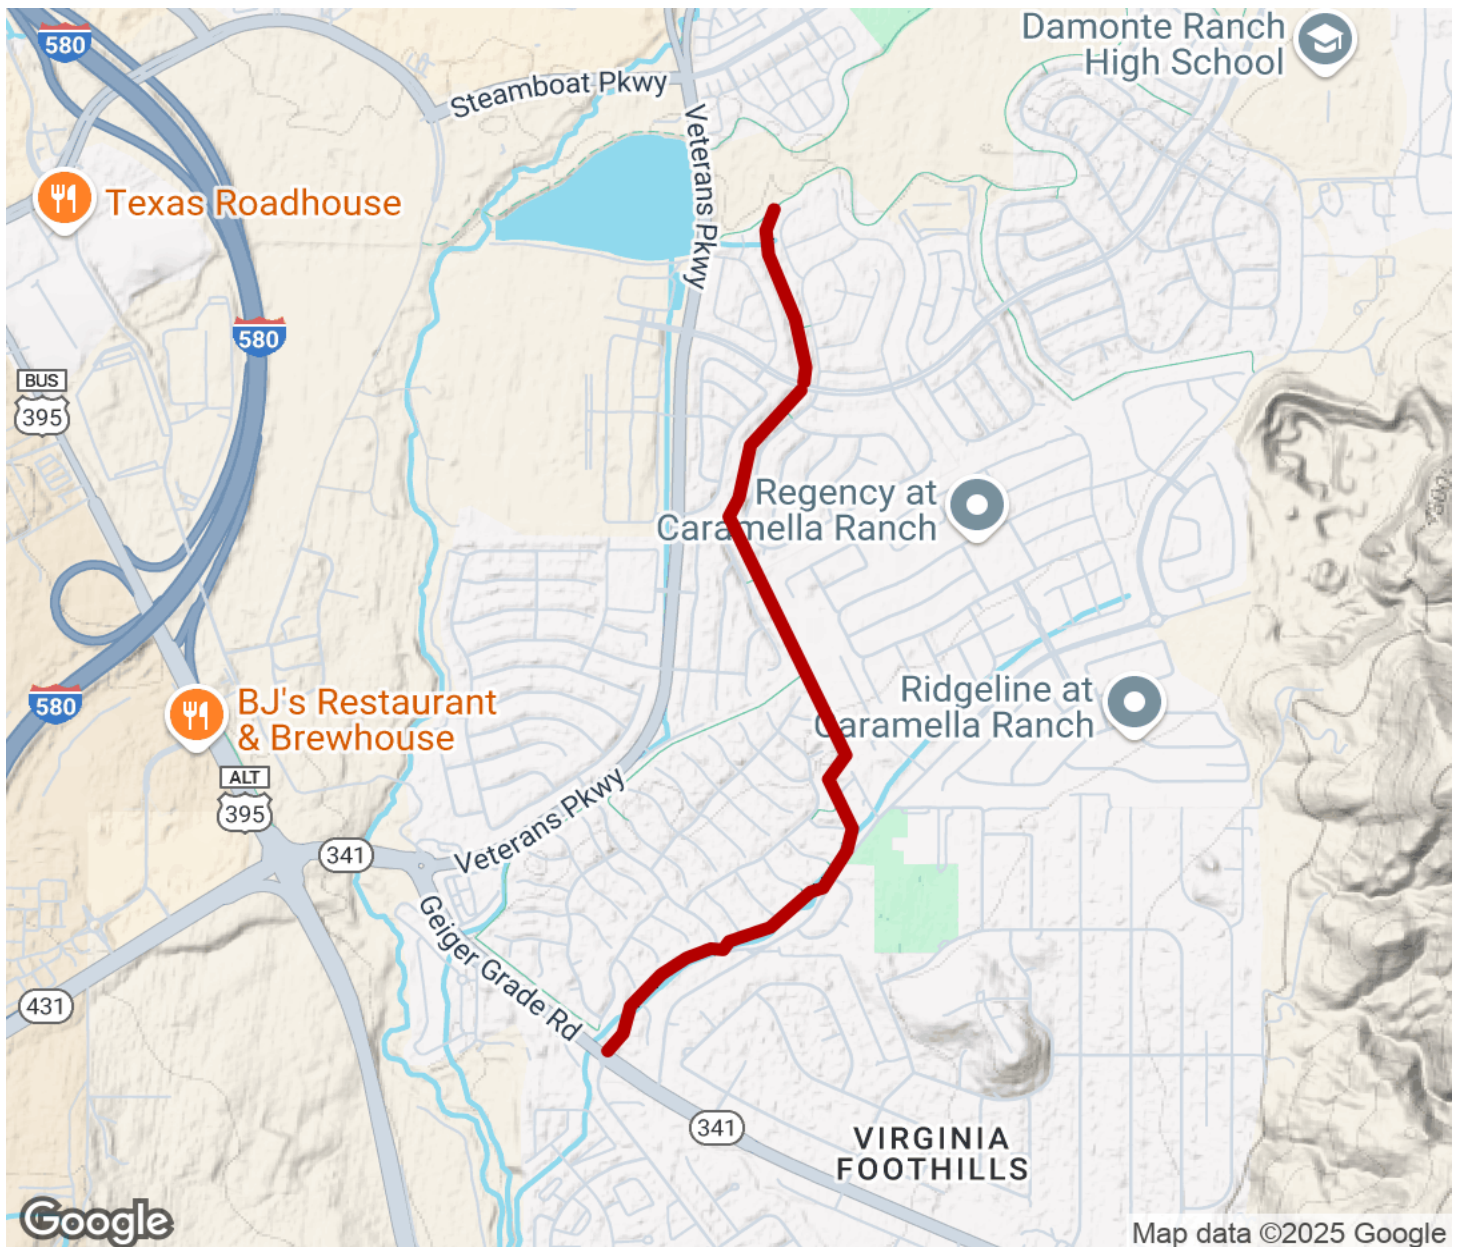 580
Damonte Ranch
High School
Steamboat Pkwy
Veterans Pkwy
Texas Roadhouse
580
BUS
395
Regency at
Caramella Ranch
580
BJ's Restaurant
& Brewhouse
Ridgeline at
Caramella Ranch
ALT
395
341
Veterans Pkwy
Geiger Grade Rd
431
341
VIRGINIA
FOOTHILLS
Google
Map data ©2025 Google